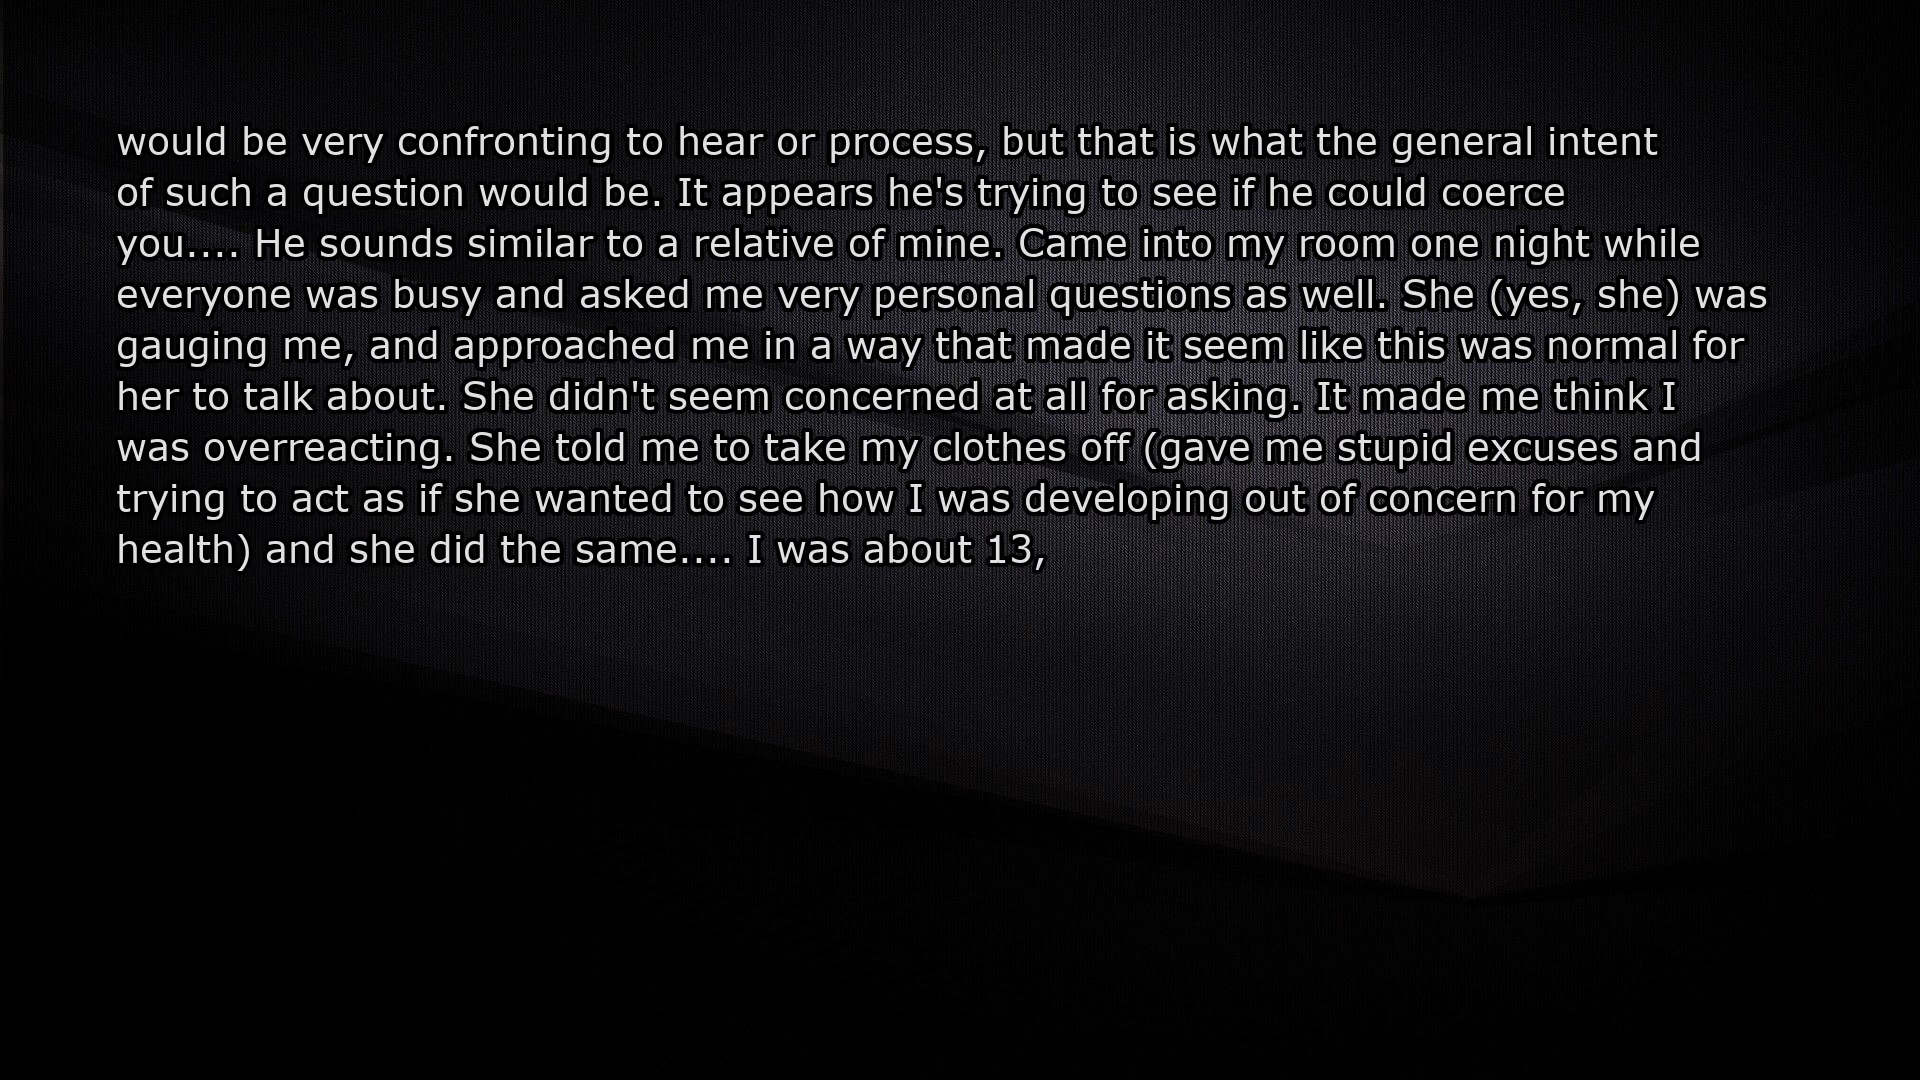 would be very confronting to hear or process, but that is what the general intent
of such a question would be. It appears he's trying to see if he could coerce
you.... He sounds similar to a relative of mine. Came into my room one night while
everyone was busy and asked me very personal questions as well. She (yes, she) was
gauging me, and approached me in a way that made it seem like this was normal for
her to talk about. She didn't seem concerned at all for asking. It made me think I
was overreacting. She told me to take my clothes off (gave me stupid excuses and
trying to act as if she wanted to see how I was developing out of concern for my
health) and she did the same.... I was about 13,